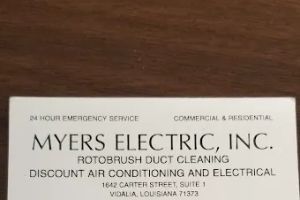 24 HOUR EMERGENCY SERVICE COMMERCIAL & RESIDENTIAL
MYERS ELECTRIC, INC.
ROTOBRUSH DUCT CLEANING
DISCOUNT AIR CONDITIONING AND ELECTRICAL
1642 CARTER STREET, SUITE 1
VIDALIA, LOUISIANA 71373